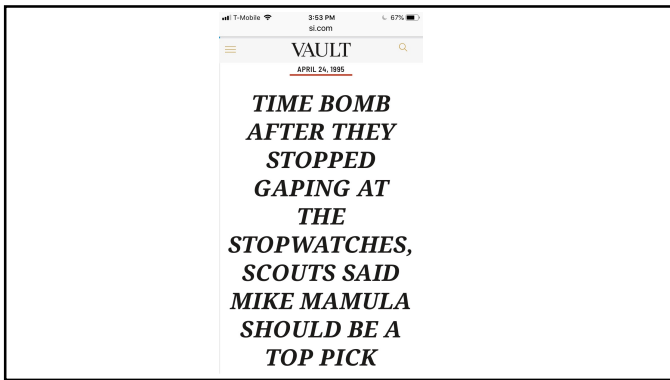 T-Mobile 3:53 PM 67%
si.com
VAULT
APRIL 24, 1995
TIME BOMB
AFTER THEY
STOPPED
GAPING AT
THE
STOPWATCHES,
SCOUTS SAID
MIKE MAMULA
SHOULD BE A
TOP PICK